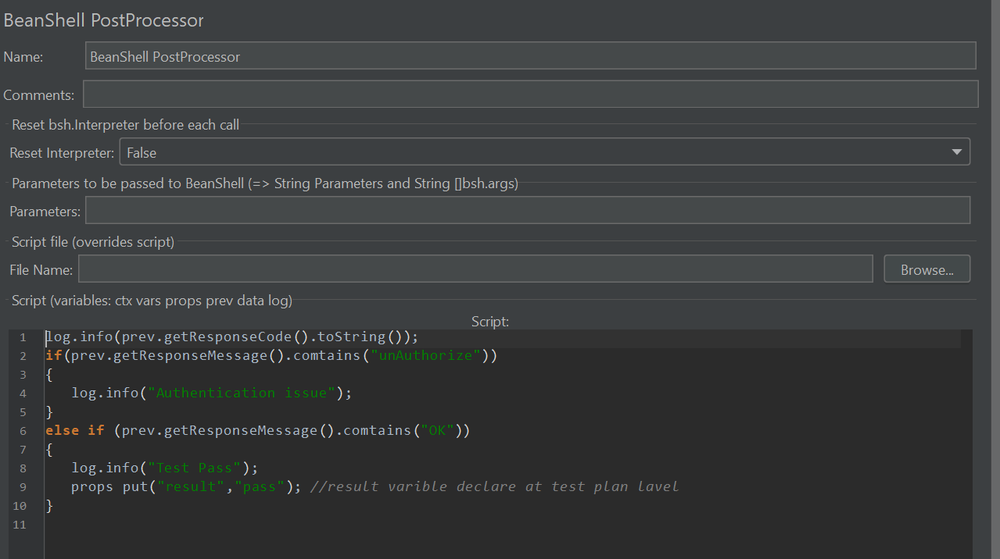 BeanShell PostProcessor
Name: BeanShell PostProcessor
Comments:
Reset bsh.Interpreter before each call
Reset Interpreter: False
Parameters to be passed to BeanShell (=> String Parameters and String []bsh.args)
Parameters:
Script file (overrides script)
File Name: Browse...
Script (variables: ctx vars props prev data log)
Script:
1 log.info(prev.getResponseCode().toString());
2 if(prev.getResponseMessage().comtains("unAuthorize"))
3 {
4 log.info("Authentication issue");
5 }
6 else if (prev.getResponseMessage().comtains("OK"))
7 {
8 log.info("Test Pass");
9 props put("result","pass"); //result varible declare at test plan lavel
10 }
11